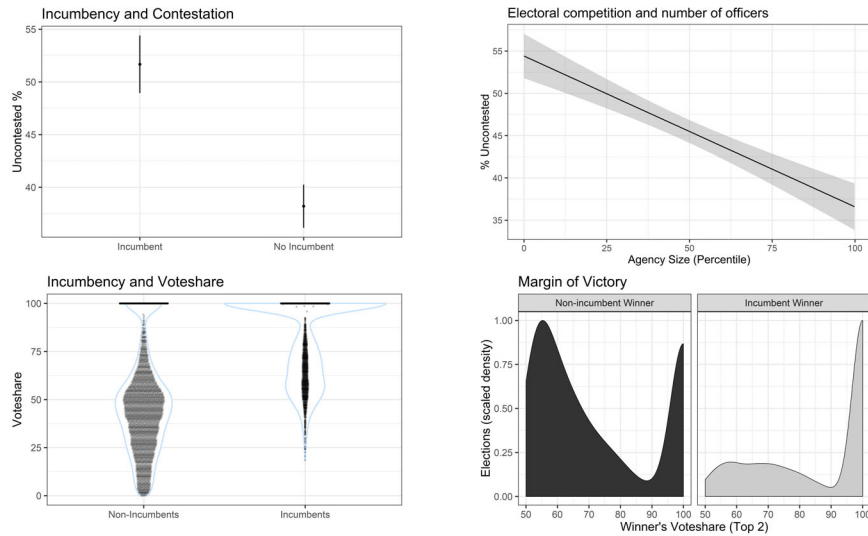 Incumbency and Contestation
Uncontested %
55
50
45
40
Incumbent
No Incumbent
Electoral competition and number of officers
% Uncontested
55
50
45
40
35
0
25
50
75
100
Agency Size (Percentile)
Incumbency and Voteshare
Voteshare
100
75
50
25
0
Non-Incumbents
Incumbents
Margin of Victory
Non-incumbent Winner
Incumbent Winner
Elections (scaled density)
1.00
0.75
0.50
0.25
0.00
50 60 70 80 90 100
50 60 70 80 90 100
Winner's Voteshare (Top 2)